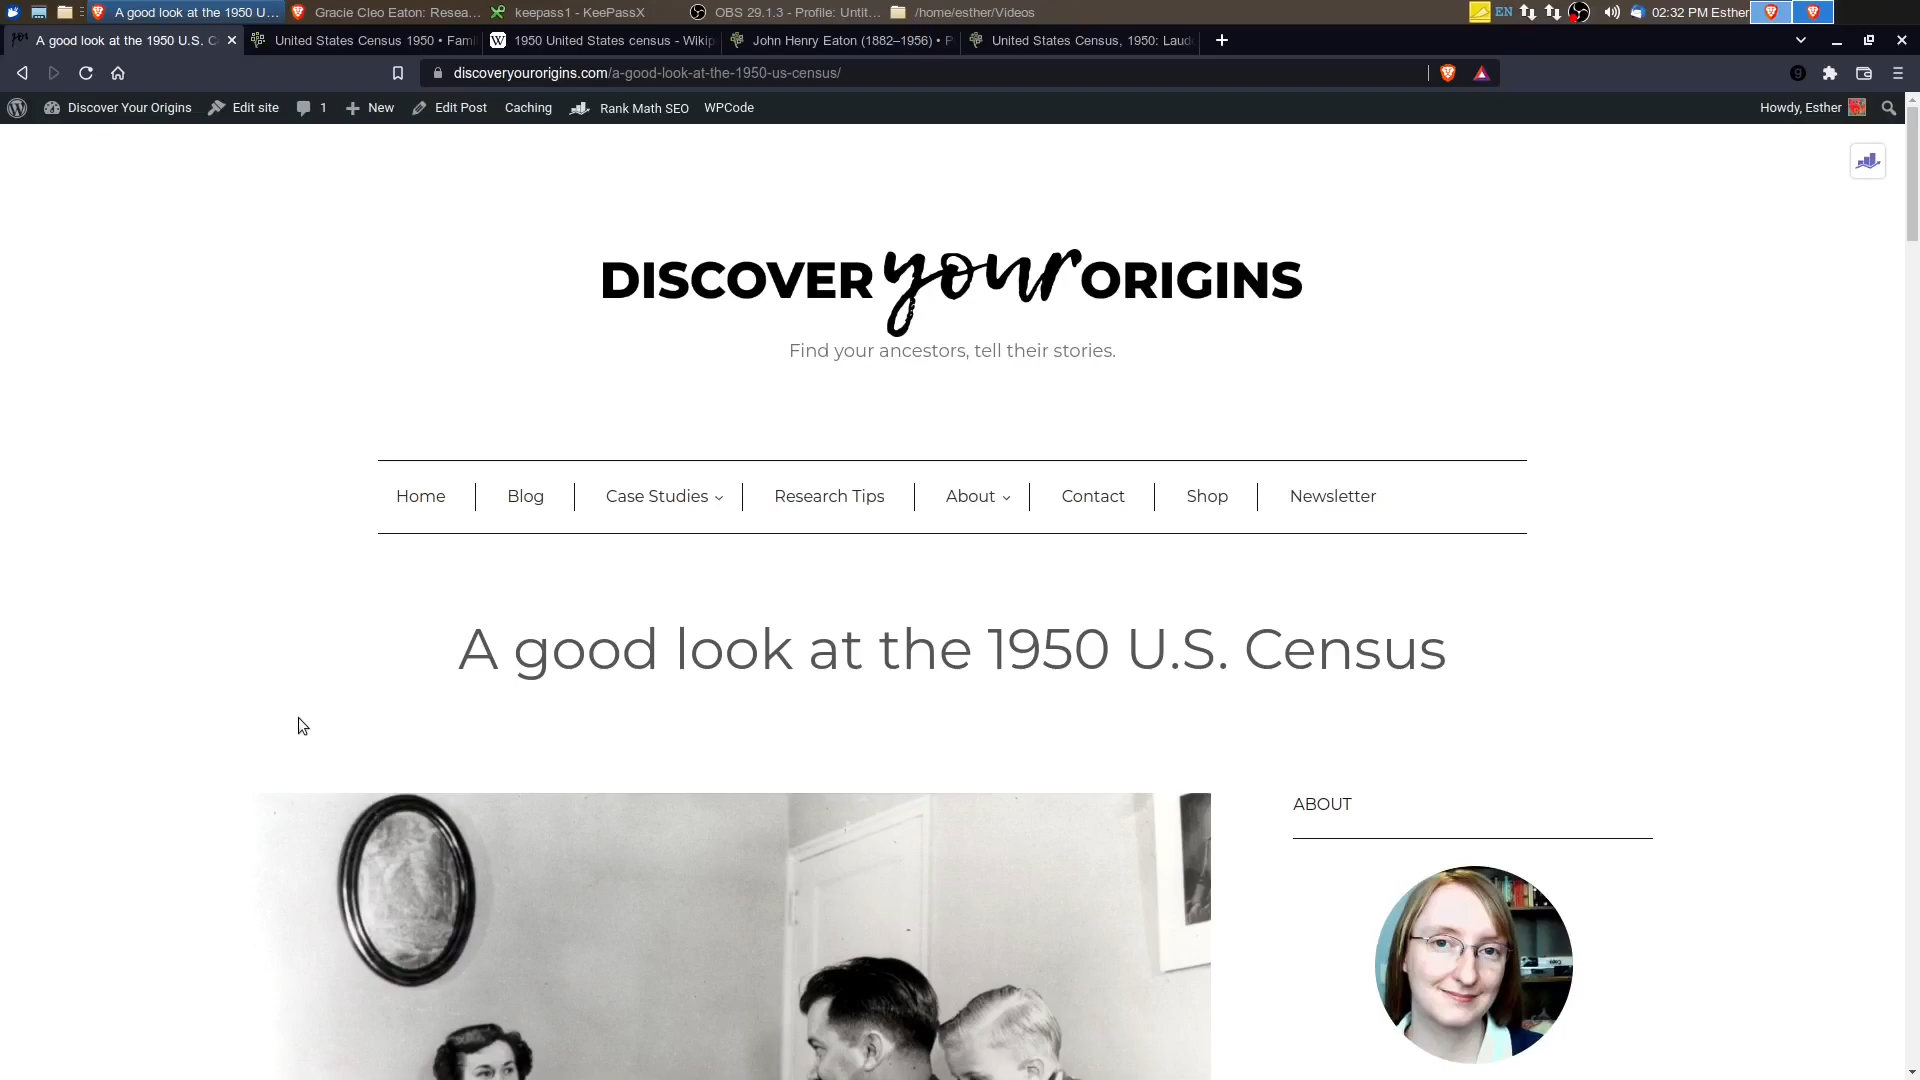 A good look at the 1950 U... Gracie Cleo Eaton: Resea... keepass1 - KeePassX OBS 29.1.3 - Profile: Untit... /home/esther/Videos EN 02:32 PM Esther
A good look at the 1950 U.S. C United States Census 1950 • Fami 1950 United States census - Wikip John Henry Eaton (1882–1956) • P United States Census, 1950: Laud
discoveryourorigins.com/a-good-look-at-the-1950-us-census/
Discover Your Origins Edit site 1 New Edit Post Caching Rank Math SEO WPCode Howdy, Esther
DISCOVER your ORIGINS
Find your ancestors, tell their stories.
Home Blog Case Studies Research Tips About Contact Shop Newsletter
A good look at the 1950 U.S. Census
ABOUT